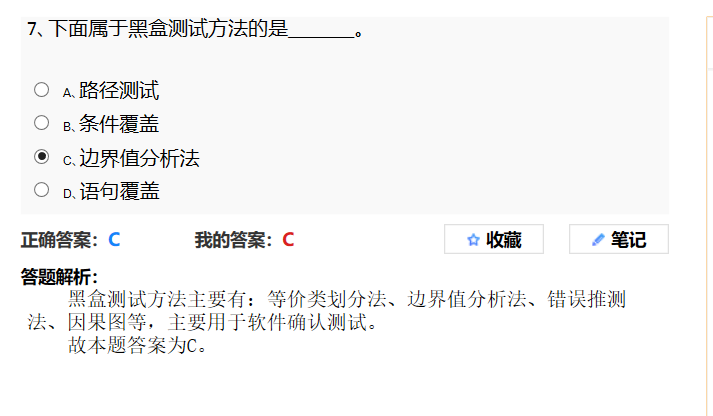 7、下面属于黑盒测试方法的是_______。
A、路径测试
B、条件覆盖
C、边界值分析法
D、语句覆盖
正确答案：C 我的答案：C 收藏 笔记
答题解析：
黑盒测试方法主要有：等价类划分法、边界值分析法、错误推测
法、因果图等，主要用于软件确认测试。
故本题答案为C。